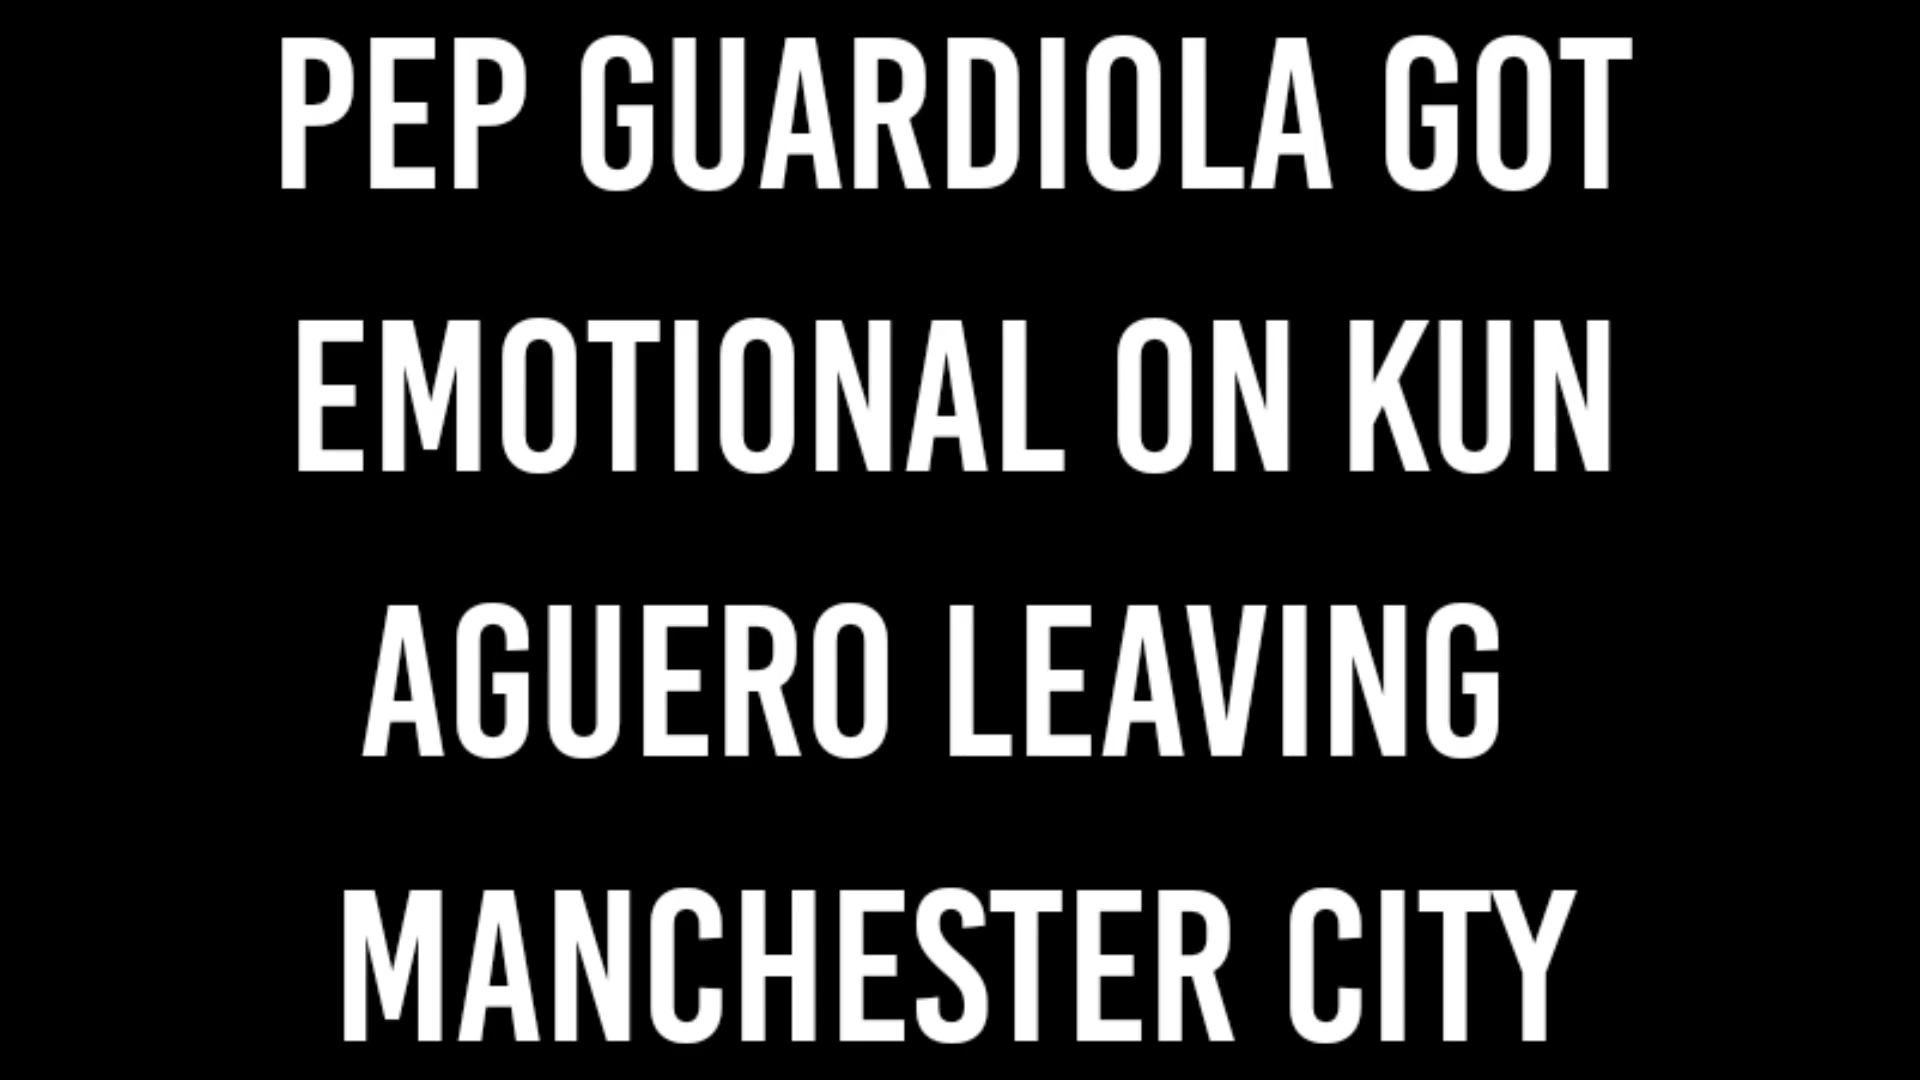 PEP GUARDIOLA GOT
EMOTIONAL ON KUN
AGUERO LEAVING
MANCHESTER CITY